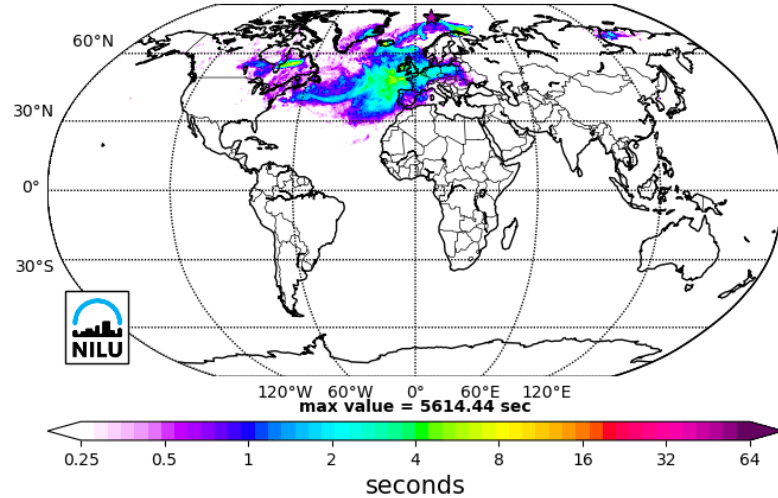 60°N
30°N
0°
30°S
NILU
120°W 60°W 0° 60°E 120°E
max value = 5614.44 sec
0.25 0.5 1 2 4 8 16 32 64
seconds